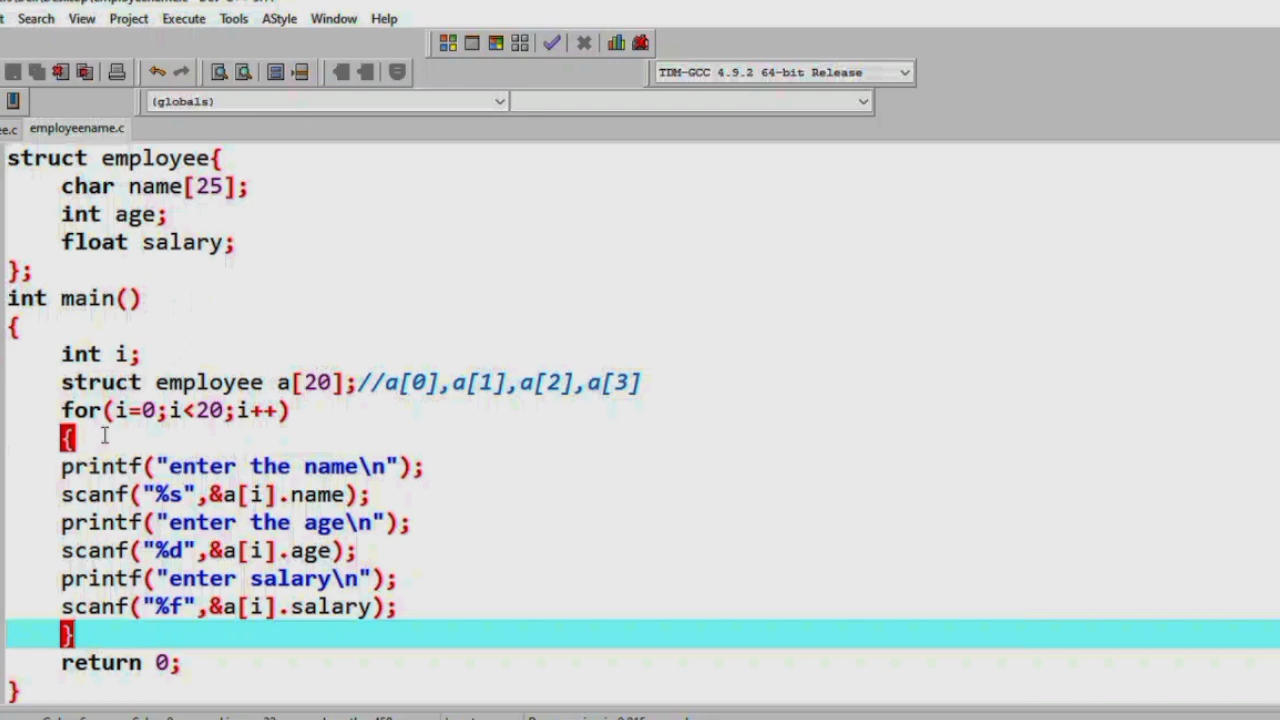 Search View Project Execute Tools AStyle Window Help
TDM-GCC 4.9.2 64-bit Release
(globals)
ee.c employeename.c
struct employee{
char name[25];
int age;
float salary;
};
int main()
{
int i;
struct employee a[20];//a[0],a[1],a[2],a[3]
for(i=0;i<20;i++)
{
printf("enter the name\n");
scanf("%s",&a[i].name);
printf("enter the age\n");
scanf("%d",&a[i].age);
printf("enter salary\n");
scanf("%f",&a[i].salary);
}
return 0;
}